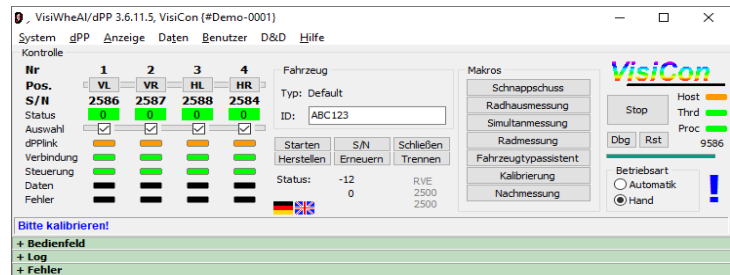 VisiWheAl/dPP 3.6.11.5, VisiCon {#Demo-0001}
System dPP Anzeige Daten Benutzer D&D Hilfe
Kontrolle
Nr 1 2 3 4
Pos. VL VR HL HR
S/N 2586 2587 2588 2584
Status 0 0 0 0
Auswahl
dPPlink
Verbindung
Steuerung
Daten
Fehler
Fahrzeug
Typ: Default
ID: ABC123
Starten S/N Schließen
Herstellen Erneuern Trennen
Status: -12 RVE
0 2500
2500
Makros
Schnappschuss
Radhausmessung
Simultanmessung
Radmessung
Fahrzeugtypassistent
Kalibrierung
Nachmessung
VisiCon
Stop
Host
Thrd
Proc
Dbg Rst 9586
Betriebsart
Automatik
Hand
!
Bitte kalibrieren!
+ Bedienfeld
+ Log
+ Fehler